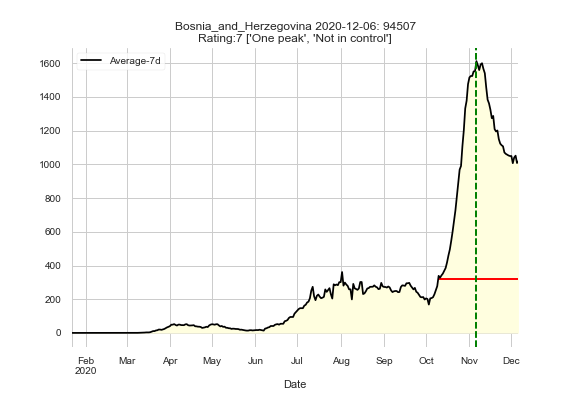 Bosnia_and_Herzegovina 2020-12-06: 94507
Rating:7 ['One peak', 'Not in control']
Average-7d
1600
1400
1200
1000
800
600
400
200
0
Feb Mar Apr May Jun Jul Aug Sep Oct Nov Dec
2020
Date